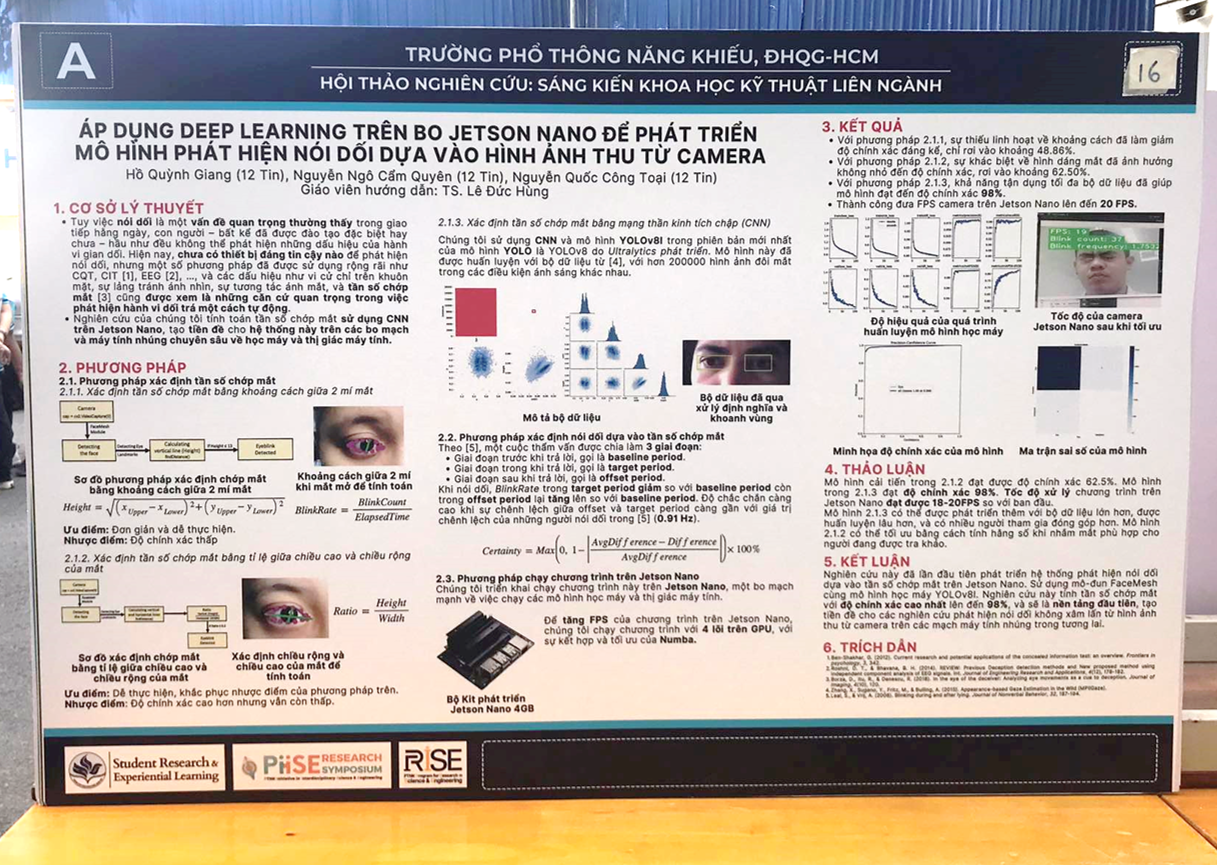 A
TRƯỜNG PHỔ THÔNG NĂNG KHIẾU, ĐHQG-HCM
HỘI THẢO NGHIÊN CỨU: SÁNG KIẾN KHOA HỌC KỸ THUẬT LIÊN NGÀNH
16
ÁP DỤNG DEEP LEARNING TRÊN BO JETSON NANO ĐỂ PHÁT TRIỂN
MÔ HÌNH PHÁT HIỆN NÓI DỐI DỰA VÀO HÌNH ẢNH THU TỪ CAMERA
Hồ Quỳnh Giang (12 Tin), Nguyễn Ngô Cẩm Quyên (12 Tin), Nguyễn Quốc Công Toại (12 Tin)
Giáo viên hướng dẫn: TS. Lê Đức Hùng
1. CƠ SỞ LÝ THUYẾT
• Tuy việc nói dối là một vấn đề quan trọng thường thấy trong giao
tiếp hằng ngày, con người – bất kể đã được đào tạo đặc biệt hay
chưa – hầu như đều không thể phát hiện những dấu hiệu của hành
vi gian dối. Hiện nay, chưa có thiết bị đáng tin cậy nào để phát hiện
nói dối, nhưng một số phương pháp đã được sử dụng rộng rãi như
CQT, CIT [1], EEG [2], ..., và các dấu hiệu như vi cử chỉ trên khuôn
mặt, sự lảng tránh ánh nhìn, sự tương tác ánh mắt, và tần số chớp
mắt [3] cũng được xem là những căn cứ quan trọng trong việc
phát hiện hành vi dối trá một cách tự động.
• Nghiên cứu của chúng tôi tính toán tần số chớp mắt sử dụng CNN
trên Jetson Nano, tạo tiền đề cho hệ thống này trên các bo mạch
và máy tính nhúng chuyên sâu về học máy và thị giác máy tính.
2. PHƯƠNG PHÁP
2.1. Phương pháp xác định tần số chớp mắt
2.1.1. Xác định tần số chớp mắt bằng khoảng cách giữa 2 mí mắt
Camera
FaceMesh
Module
Detecting
the face
Detecting Eye
Landmarks
Calculating
vertical line (Height)
Eyeblink
Detected
Sơ đồ phương pháp xác định chớp mắt
bằng khoảng cách giữa 2 mí mắt
Khoảng cách giữa 2 mí
khi mắt mở để tính toán
Height = √((x Upper − x Lower)² + (y Upper − y Lower)²
BlinkRate = BlinkCount / ElapsedTime
Ưu điểm: Đơn giản và dễ thực hiện.
Nhược điểm: Độ chính xác thấp
2.1.2. Xác định tần số chớp mắt bằng tỉ lệ giữa chiều cao và chiều rộng
của mắt
Ratio = Height / Width
Sơ đồ xác định chớp mắt
bằng tỉ lệ giữa chiều cao và
chiều rộng của mắt
Xác định chiều rộng và
chiều cao của mắt để
tính toán
Ưu điểm: Dễ thực hiện, khắc phục nhược điểm của phương pháp trên.
Nhược điểm: Độ chính xác cao hơn nhưng vẫn còn thấp.
2.1.3. Xác định tần số chớp mắt bằng mạng thần kinh tích chập (CNN)
Chúng tôi sử dụng CNN và mô hình YOLOv8l trong phiên bản mới nhất
của mô hình YOLO là YOLOv8 do Ultralytics phát triển. Mô hình này đã
được huấn luyện với bộ dữ liệu từ [4], với hơn 200000 hình ảnh đôi mắt
trong các điều kiện ánh sáng khác nhau.
Mô tả bộ dữ liệu
Bộ dữ liệu đã qua
xử lý định nghĩa và
khoanh vùng
2.2. Phương pháp xác định nói dối dựa vào tần số chớp mắt
Theo [5], một cuộc thẩm vấn được chia làm 3 giai đoạn:
• Giai đoạn trước khi trả lời, gọi là baseline period.
• Giai đoạn trong khi trả lời, gọi là target period.
• Giai đoạn sau khi trả lời, gọi là offset period.
Khi nói dối, BlinkRate trong target period giảm so với baseline period còn
trong offset period lại tăng lên so với baseline period. Độ chắc chắn càng
cao khi sự chênh lệch giữa offset và target period càng gần với giá trị
chênh lệch của những người nói dối trong [5] (0.91 Hz).
Certainty = Max(0, 1−|AvgDifference − Difference / AvgDifference|) × 100%
2.3. Phương pháp chạy chương trình trên Jetson Nano
Chúng tôi triển khai chạy chương trình này trên Jetson Nano, một bo mạch
mạnh về việc chạy các mô hình học máy và thị giác máy tính.
Để tăng FPS của chương trình trên Jetson Nano,
chúng tôi chạy chương trình với 4 lõi trên GPU, với
sự kết hợp và tối ưu của Numba.
Bộ Kit phát triển
Jetson Nano 4GB
3. KẾT QUẢ
• Với phương pháp 2.1.1, sự thiếu linh hoạt về khoảng cách đã làm giảm
độ chính xác đáng kể, chỉ rơi vào khoảng 48.86%.
• Với phương pháp 2.1.2, sự khác biệt về hình dáng mắt đã ảnh hưởng
không nhỏ đến độ chính xác, rơi vào khoảng 62.50%.
• Với phương pháp 2.1.3, khả năng tận dụng tối đa bộ dữ liệu đã giúp
mô hình đạt đến độ chính xác 98%.
• Thành công đưa FPS camera trên Jetson Nano lên đến 20 FPS.
FPS: 19
Blink count: 37
Blink frequency: 1.7532
Độ hiệu quả của quá trình
huấn luyện mô hình học máy
Tốc độ của camera
Jetson Nano sau khi tối ưu
Minh họa độ chính xác của mô hình
Ma trận sai số của mô hình
4. THẢO LUẬN
Mô hình cải tiến trong 2.1.2 đạt được độ chính xác 62.5%. Mô hình
trong 2.1.3 đạt độ chính xác 98%. Tốc độ xử lý chương trình trên
Jetson Nano đạt được 18-20FPS so với ban đầu.
Mô hình 2.1.3 có thể được phát triển thêm với bộ dữ liệu lớn hơn, được
huấn luyện lâu hơn, và có nhiều người tham gia đóng góp hơn. Mô hình
2.1.2 có thể tối ưu bằng cách tính hằng số khi nhắm mắt phù hợp cho
người đang được tra khảo.
5. KẾT LUẬN
Nghiên cứu này đã lần đầu tiên phát triển hệ thống phát hiện nói dối
dựa vào tần số chớp mắt trên Jetson Nano. Sử dụng mô-đun FaceMesh
cùng mô hình học máy YOLOv8l. Nghiên cứu này tính tần số chớp mắt
với độ chính xác cao nhất lên đến 98%, và sẽ là nền tảng đầu tiên, tạo
tiền đề cho các nghiên cứu phát hiện nói dối không xâm lấn từ hình ảnh
thu từ camera trên các mạch máy tính nhúng trong tương lai.
6. TRÍCH DẪN
Student Research &
Experiential Learning
PiiSE RESEARCH
SYMPOSIUM
RISE